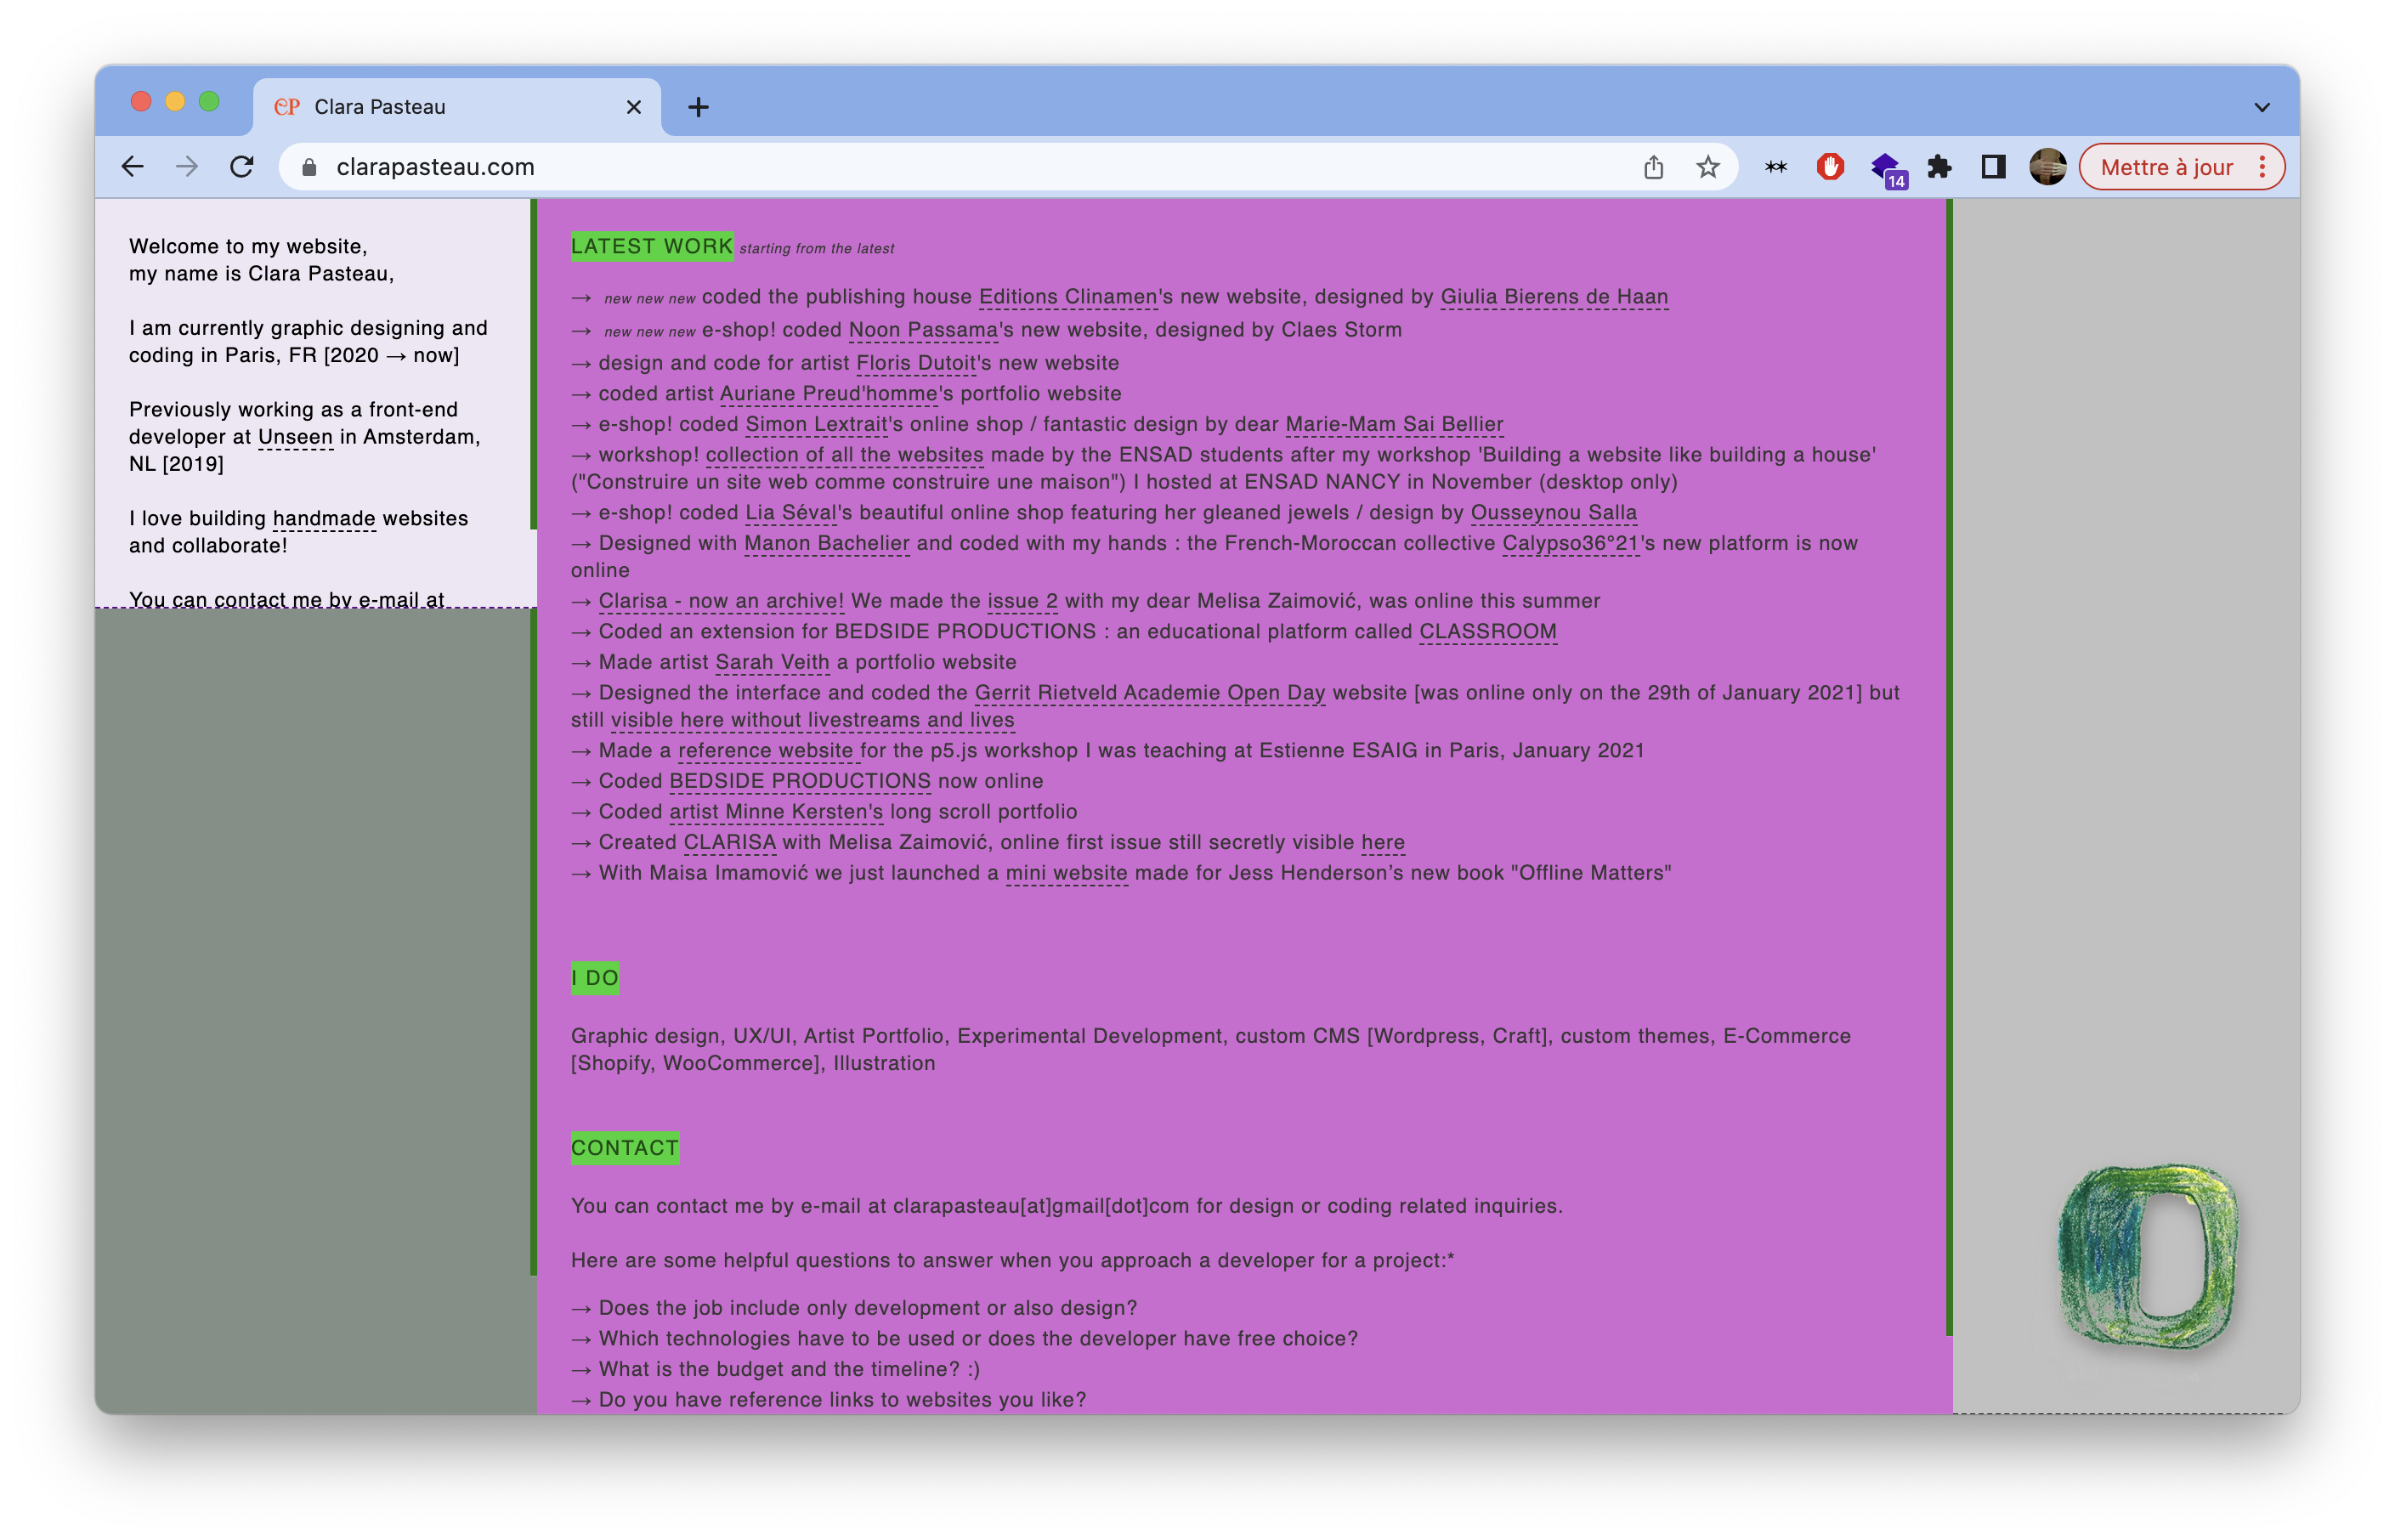 CP Clara Pasteau
clarapasteau.com
14
Mettre à jour
Welcome to my website,
my name is Clara Pasteau,
I am currently graphic designing and
coding in Paris, FR [2020 → now]
Previously working as a front-end
developer at Unseen in Amsterdam,
NL [2019]
I love building handmade websites
and collaborate!
You can contact me by e-mail at
LATEST WORK starting from the latest
→ new new new coded the publishing house Editions Clinamen's new website, designed by Giulia Bierens de Haan
→ new new new e-shop! coded Noon Passama's new website, designed by Claes Storm
→ design and code for artist Floris Dutoit's new website
→ coded artist Auriane Preud'homme's portfolio website
→ e-shop! coded Simon Lextrait's online shop / fantastic design by dear Marie-Mam Sai Bellier
→ workshop! collection of all the websites made by the ENSAD students after my workshop 'Building a website like building a house'
("Construire un site web comme construire une maison") I hosted at ENSAD NANCY in November (desktop only)
→ e-shop! coded Lia Séval's beautiful online shop featuring her gleaned jewels / design by Ousseynou Salla
→ Designed with Manon Bachelier and coded with my hands : the French-Moroccan collective Calypso36°21's new platform is now
online
→ Clarisa - now an archive! We made the issue 2 with my dear Melisa Zaimović, was online this summer
→ Coded an extension for BEDSIDE PRODUCTIONS : an educational platform called CLASSROOM
→ Made artist Sarah Veith a portfolio website
→ Designed the interface and coded the Gerrit Rietveld Academie Open Day website [was online only on the 29th of January 2021] but
still visible here without livestreams and lives
→ Made a reference website for the p5.js workshop I was teaching at Estienne ESAIG in Paris, January 2021
→ Coded BEDSIDE PRODUCTIONS now online
→ Coded artist Minne Kersten's long scroll portfolio
→ Created CLARISA with Melisa Zaimović, online first issue still secretly visible here
→ With Maisa Imamović we just launched a mini website made for Jess Henderson’s new book "Offline Matters"
I DO
Graphic design, UX/UI, Artist Portfolio, Experimental Development, custom CMS [Wordpress, Craft], custom themes, E-Commerce
[Shopify, WooCommerce], Illustration
CONTACT
You can contact me by e-mail at clarapasteau[at]gmail[dot]com for design or coding related inquiries.
Here are some helpful questions to answer when you approach a developer for a project:*
→ Does the job include only development or also design?
→ Which technologies have to be used or does the developer have free choice?
→ What is the budget and the timeline? :)
→ Do you have reference links to websites you like?